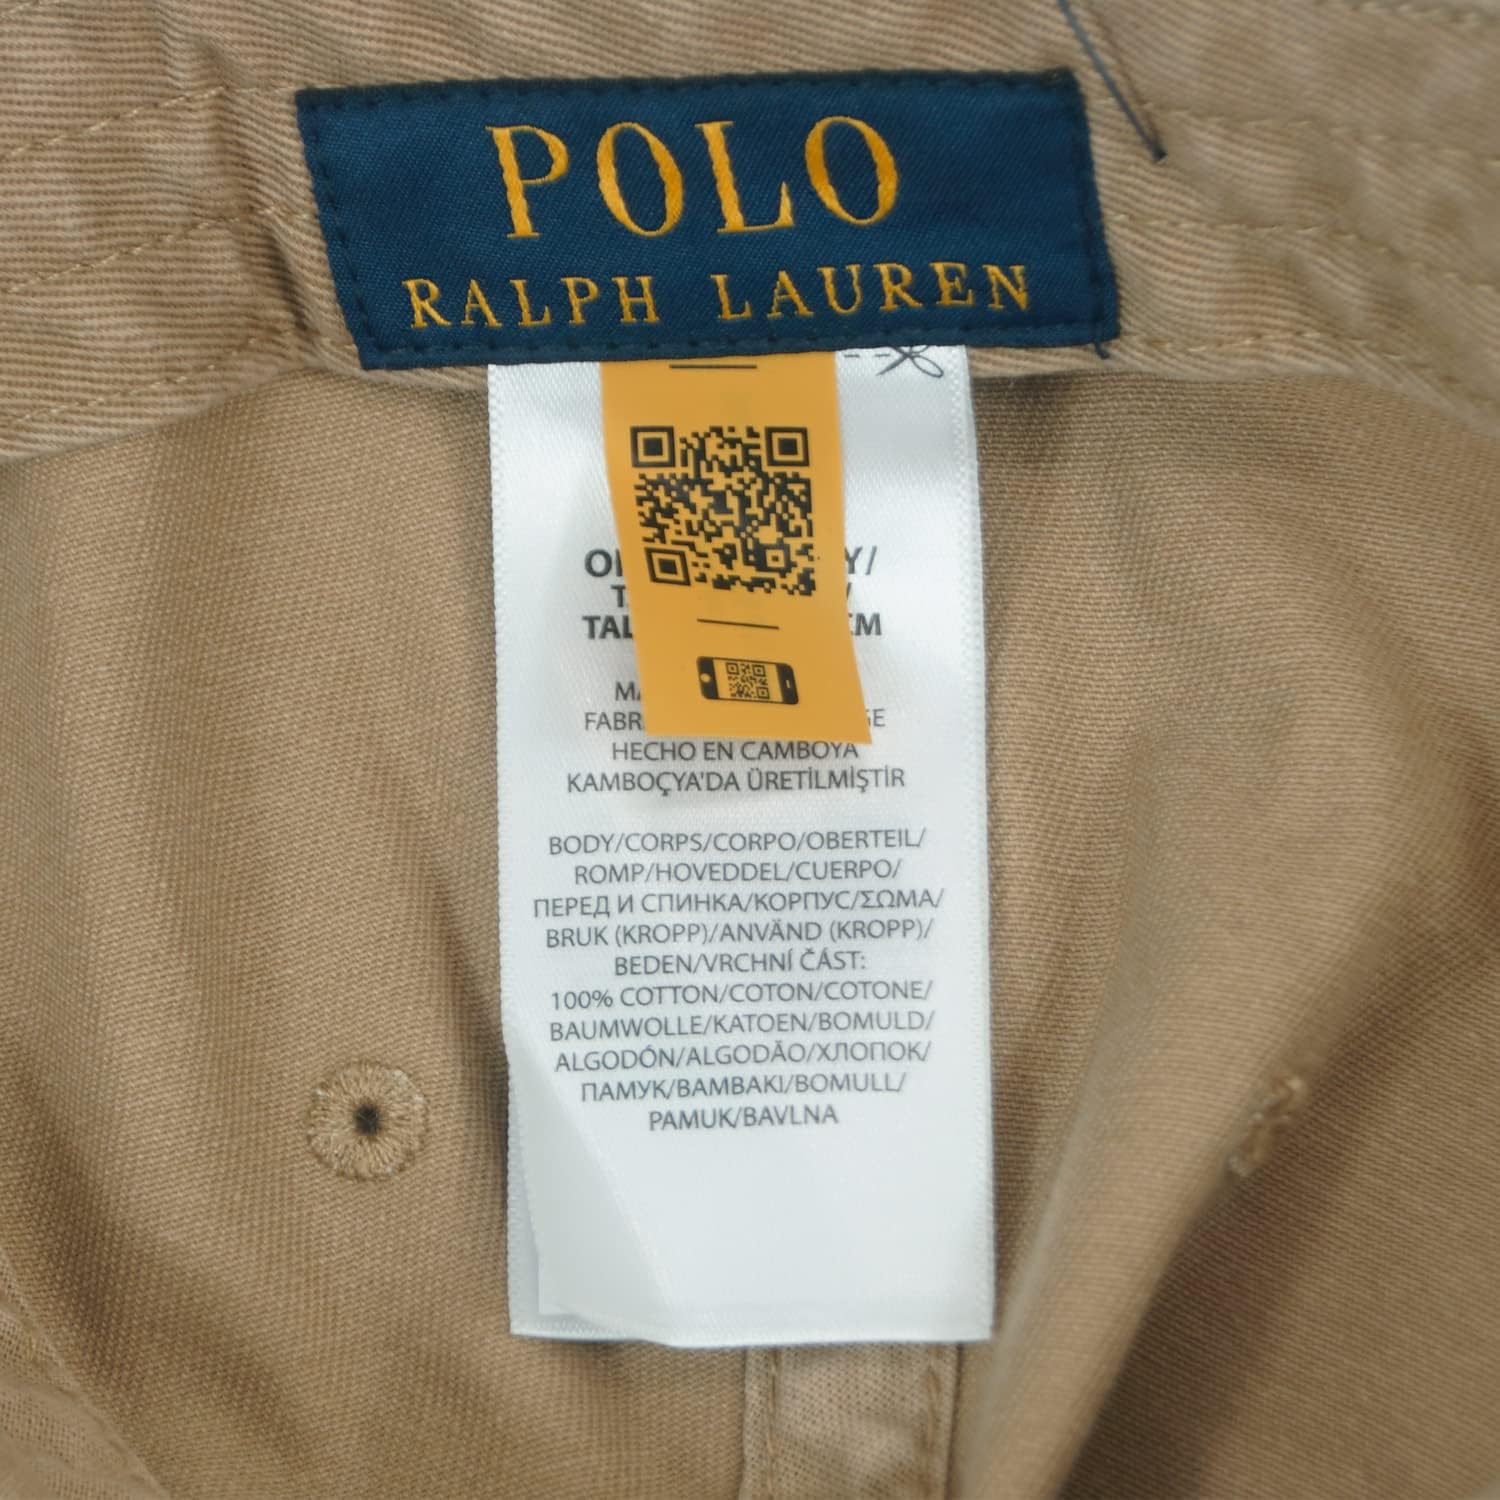 POLO
RALPH LAUREN
HECHO EN CAMBOYA
KAMBOÇYA'DA ÜRETİLMİŞTİR
BODY/CORPS/CORPO/OBERTEIL/
ROMP/HOVEDDEL/CUERPO/
ПЕРЕД И СПИНКА/КОРПУС/ΣΩΜΑ/
BRUK (KROPP)/ANVÄND (KROPP)/
BEDEN/VRCHNÍ ČÁST:
100% COTTON/COTON/COTONE/
BAUMWOLLE/KATOEN/BOMULD/
ALGODÓN/ALGODÃO/ХЛОПОК/
ПАМУК/ΒΑΜΒΑΚΙ/BOMULL/
PAMUK/BAVLNA